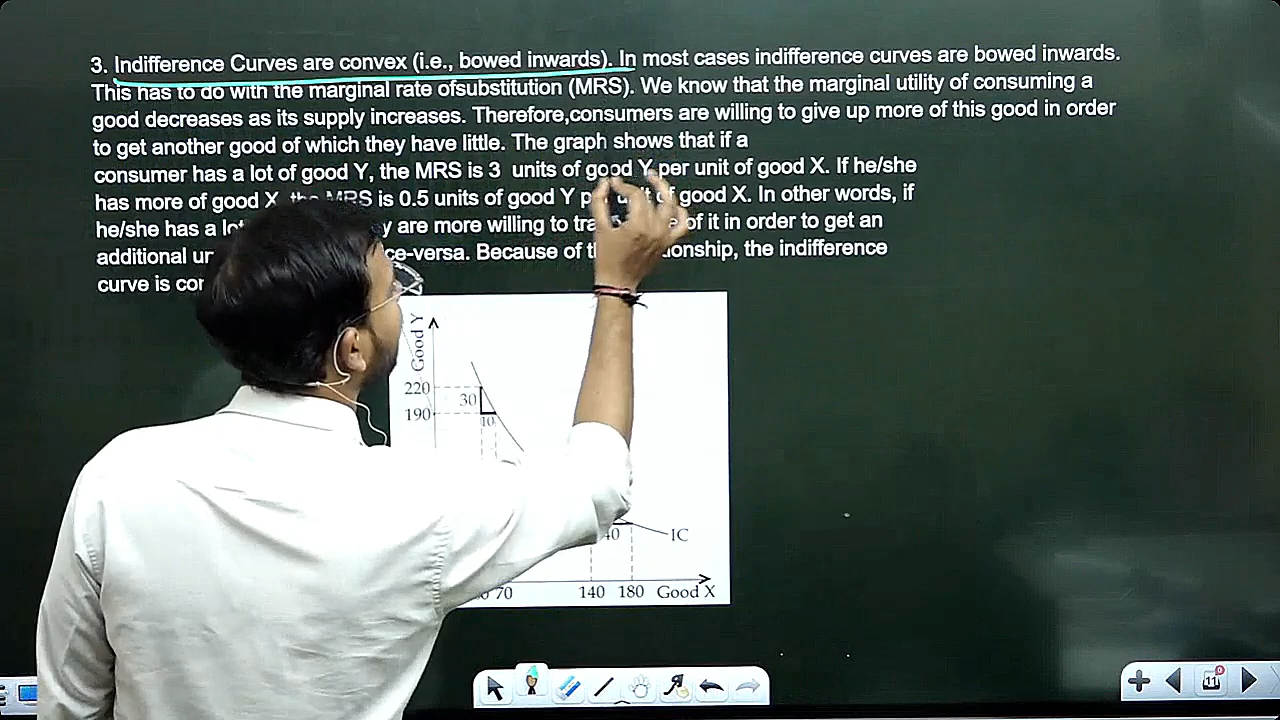 3. Indifference Curves are convex (i.e., bowed inwards). In most cases indifference curves are bowed inwards.
This has to do with the marginal rate ofsubstitution (MRS). We know that the marginal utility of consuming a
good decreases as its supply increases. Therefore,consumers are willing to give up more of this good in order
to get another good of which they have little. The graph shows that if a
consumer has a lot of good Y, the MRS is 3 units of good Y per unit of good X. If he/she
has more of good X, the MRS is 0.5 units of good Y per unit of good X. In other words, if
he/she has a lot are more willing to of it in order to get an
additional Because of the indifference
curve is
Good Y
220
30
190
10
40
IC
70 140 180 Good X
11